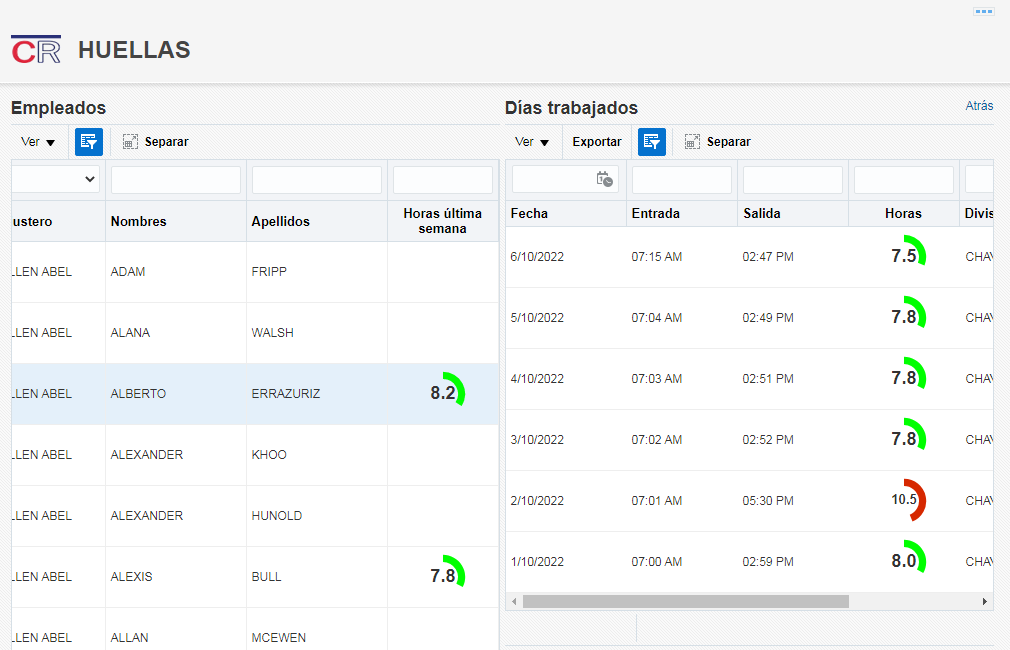 CR HUELLAS
Empleados
Ver
Separar
ustero Nombres Apellidos Horas última semana
LLEN ABEL ADAM FRIPP
LLEN ABEL ALANA WALSH
LLEN ABEL ALBERTO ERRAZURIZ 8.2
LLEN ABEL ALEXANDER KHOO
LLEN ABEL ALEXANDER HUNOLD
LLEN ABEL ALEXIS BULL 7.8
LLEN ABEL ALLAN MCEWEN
Días trabajados Atrás
Ver Exportar Separar
Fecha Entrada Salida Horas Divis
6/10/2022 07:15 AM 02:47 PM 7.5 CHAV
5/10/2022 07:04 AM 02:49 PM 7.8 CHAV
4/10/2022 07:03 AM 02:51 PM 7.8 CHAV
3/10/2022 07:02 AM 02:52 PM 7.8 CHAV
2/10/2022 07:01 AM 05:30 PM 10.5 CHAV
1/10/2022 07:00 AM 02:59 PM 8.0 CHAV